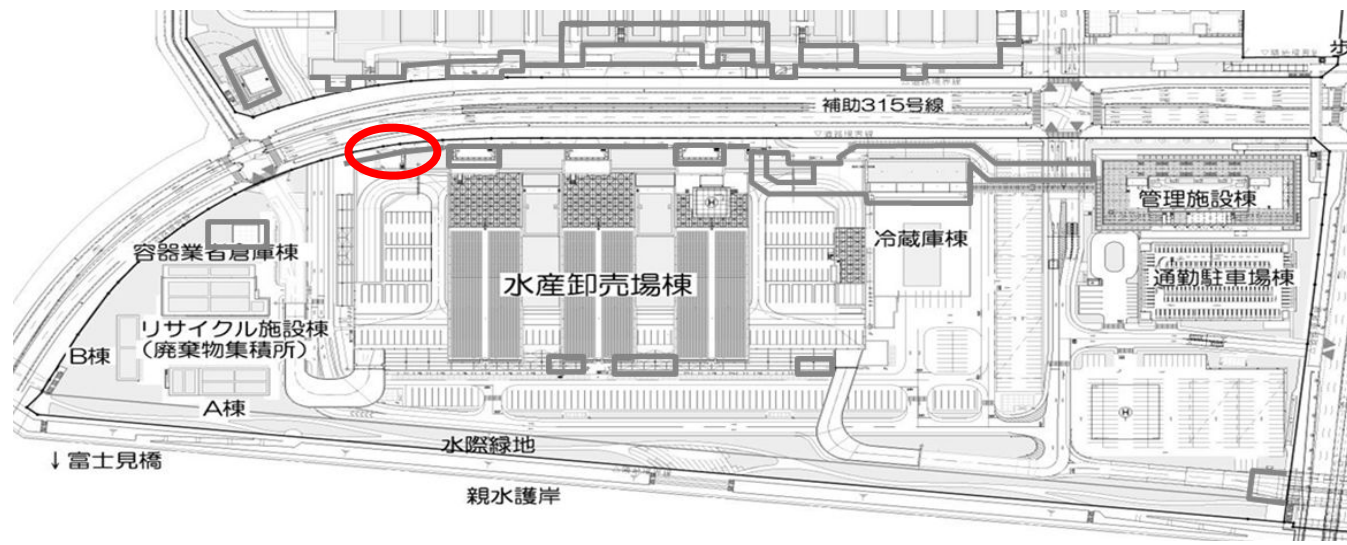 歩
補助315号線
管理施設棟
冷蔵庫棟
容器業者倉庫棟
通勤駐車場棟
水産卸売場棟
リサイクル施設棟
(廃棄物集積所)
B棟
A棟
水際緑地
↓富士見橋
親水護岸
H
H